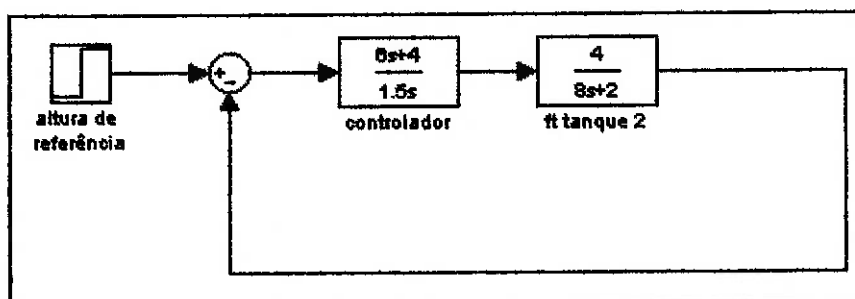 6s+4
4
+
-
1.5s
8s+2
altura de
referência
controlador
ft tanque 2